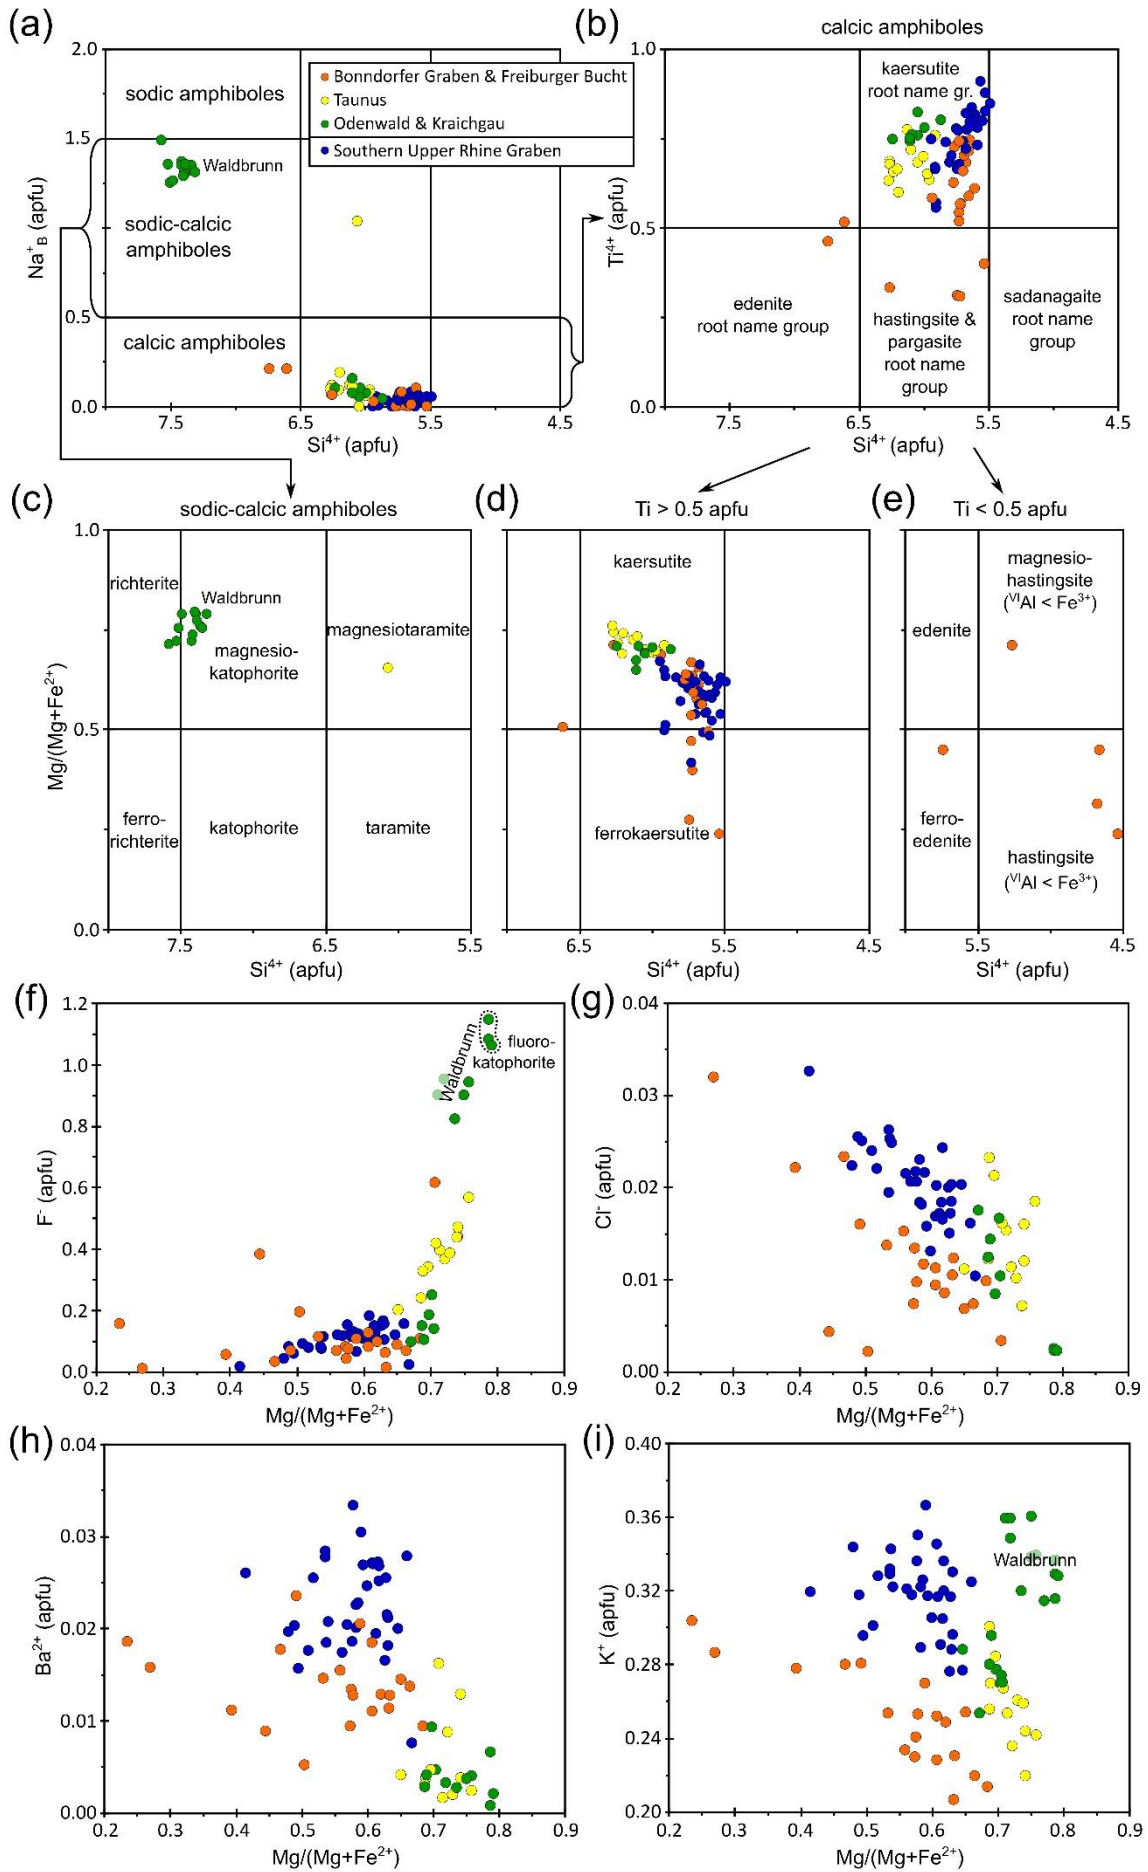 (a)
2.0
1.5
0.5
0.0
Na⁺B (apfu)
sodic amphiboles
Waldbrunn
sodic-calcic
amphiboles
calcic amphiboles
Bonndorfer Graben & Freiburger Bucht
Taunus
Odenwald & Kraichgau
Southern Upper Rhine Graben
7.5 6.5 5.5 4.5
Si⁴⁺ (apfu)
(b)
calcic amphiboles
1.0
0.5
0.0
Ti⁴⁺ (apfu)
kaersutite
root name gr.
edenite
root name group
hastingsite &
pargasite
root name
group
sadanagaite
root name
group
7.5 6.5 5.5 4.5
Si⁴⁺ (apfu)
(c)
sodic-calcic amphiboles
1.0
0.5
0.0
Mg/(Mg+Fe²⁺)
richterite
Waldbrunn
magnesio-
katophorite
magnesiotaramite
ferro-
richterite
katophorite
taramite
7.5 6.5 5.5
Si⁴⁺ (apfu)
(d)
Ti > 0.5 apfu
kaersutite
ferrokaersutite
6.5 5.5 4.5
Si⁴⁺ (apfu)
(e)
Ti < 0.5 apfu
magnesio-
hastingsite
(ⱽᴵAl < Fe³⁺)
edenite
ferro-
edenite
hastingsite
(ⱽᴵAl < Fe³⁺)
5.5 4.5
Si⁴⁺ (apfu)
(f)
1.2
1.0
0.8
0.6
0.4
0.2
0.0
F⁻ (apfu)
Waldbrunn
fluoro-
katophorite
0.2 0.3 0.4 0.5 0.6 0.7 0.8 0.9
Mg/(Mg+Fe²⁺)
(g)
0.04
0.03
0.02
0.01
0.00
Cl⁻ (apfu)
0.2 0.3 0.4 0.5 0.6 0.7 0.8 0.9
Mg/(Mg+Fe²⁺)
(h)
0.04
0.03
0.02
0.01
0.00
Ba²⁺ (apfu)
0.2 0.3 0.4 0.5 0.6 0.7 0.8 0.9
Mg/(Mg+Fe²⁺)
(i)
0.40
0.36
0.32
0.28
0.24
0.20
K⁺ (apfu)
Waldbrunn
0.2 0.3 0.4 0.5 0.6 0.7 0.8 0.9
Mg/(Mg+Fe²⁺)